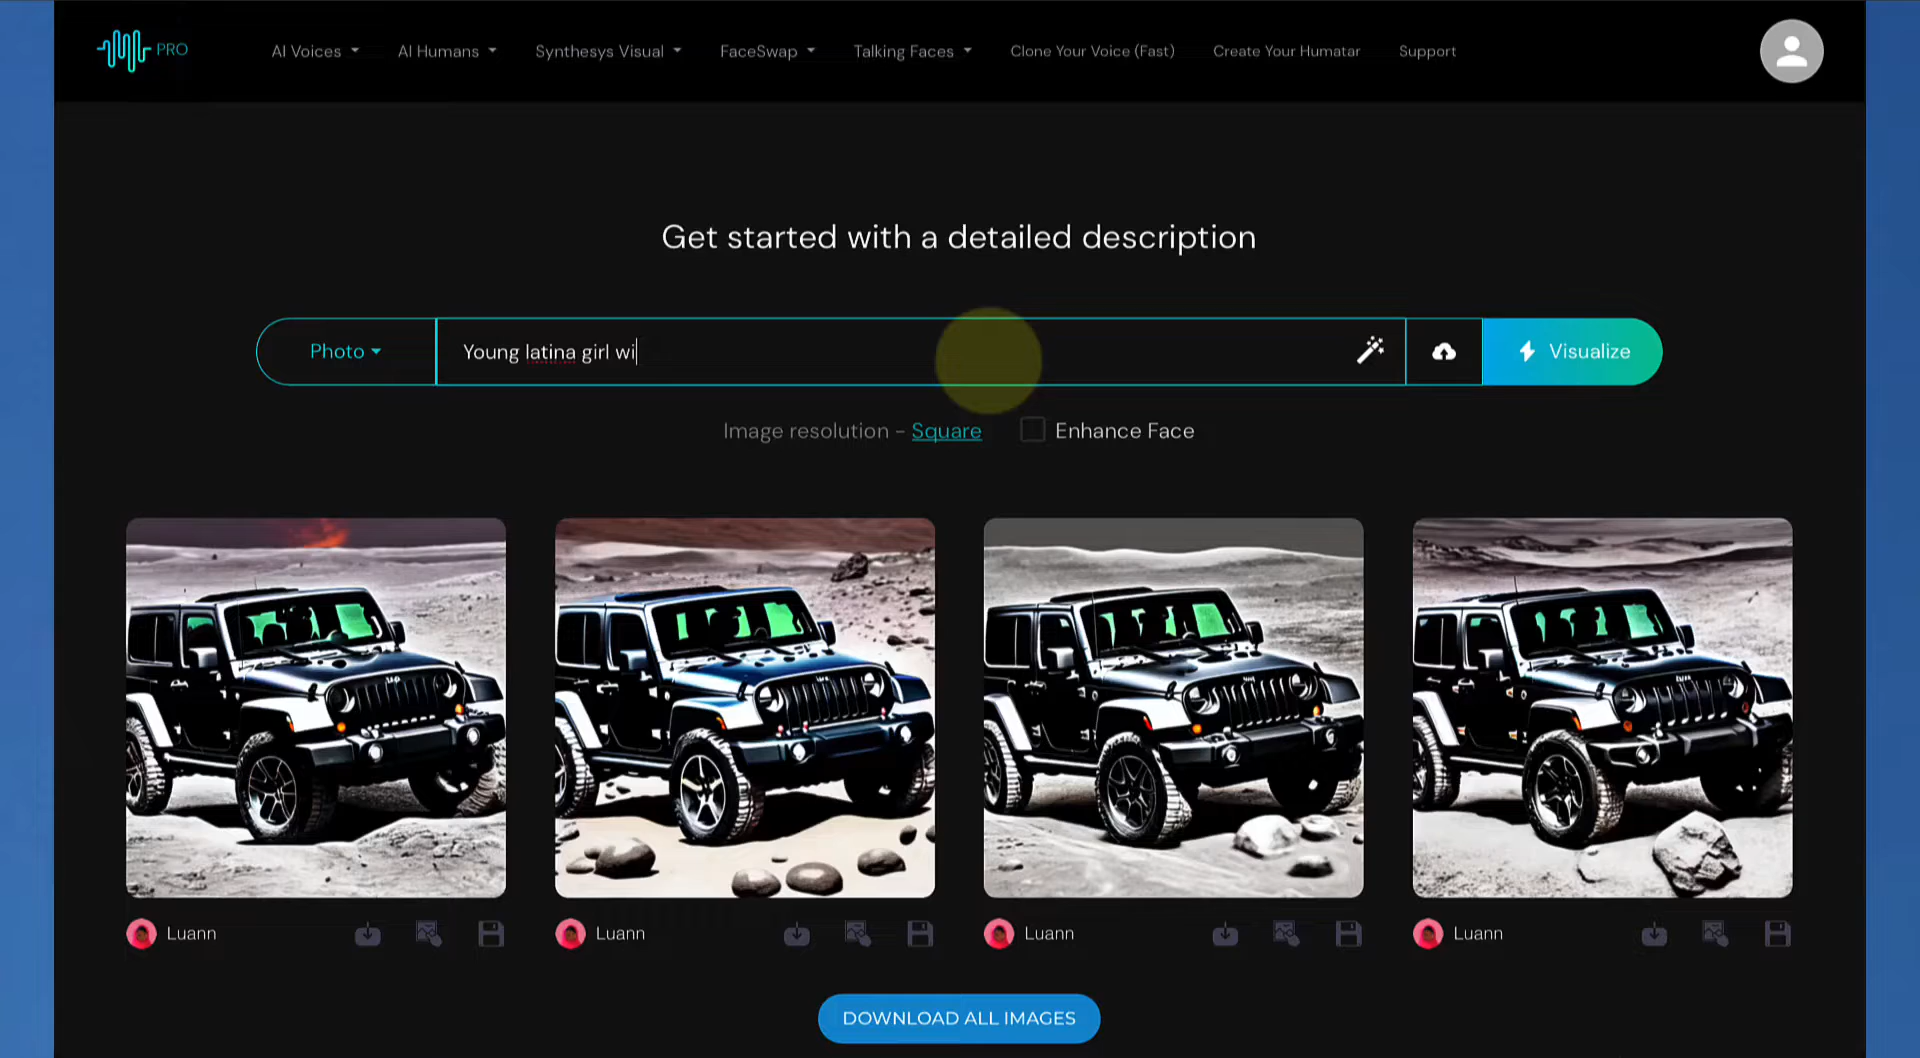 PRO
AI Voices
AI Humans
Synthesys Visual
FaceSwap
Talking Faces
Clone Your Voice (Fast)
Create Your Humatar
Support
Get started with a detailed description
Photo
Young latina girl wi
Visualize
Image resolution - Square
Enhance Face
Luann
Luann
Luann
Luann
DOWNLOAD ALL IMAGES